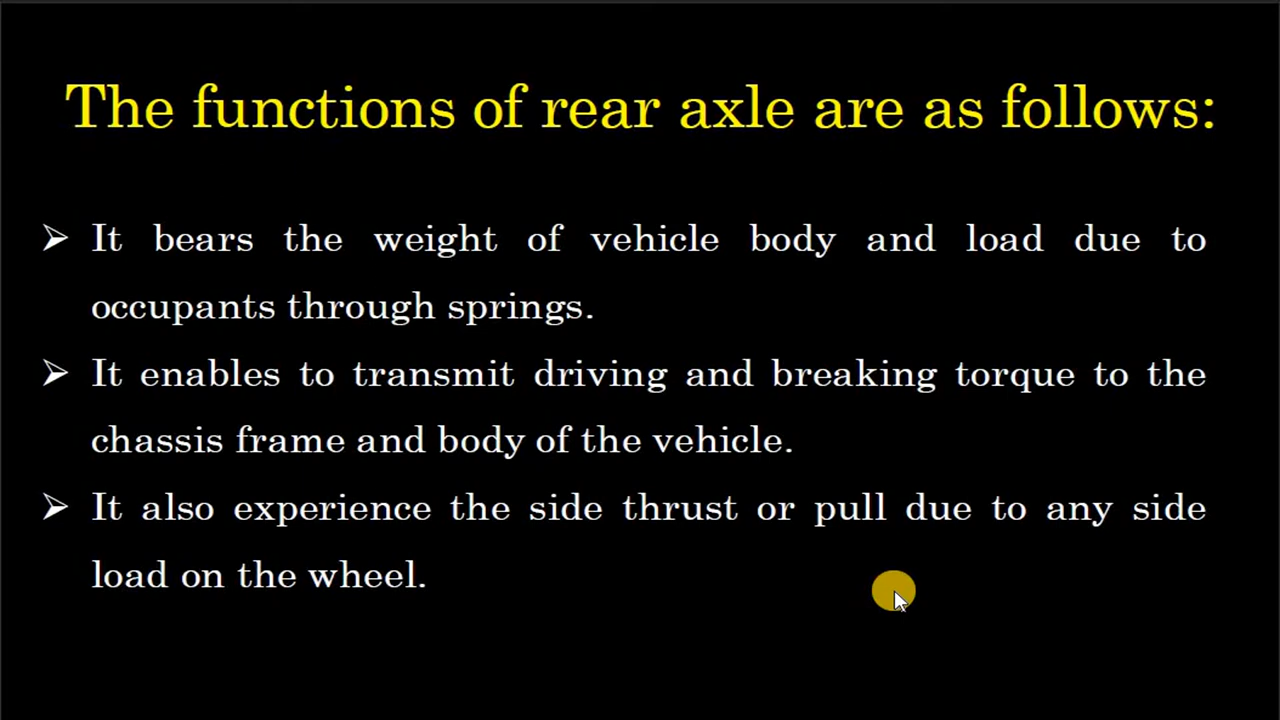 The functions of rear axle are as follows:
➢ It bears the weight of vehicle body and load due to
occupants through springs.
➢ It enables to transmit driving and breaking torque to the
chassis frame and body of the vehicle.
➢ It also experience the side thrust or pull due to any side
load on the wheel.